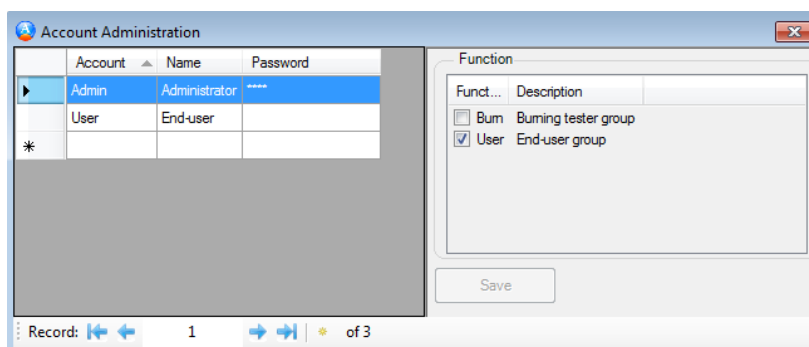 Account Administration
Account Name Password
Admin Administrator ****
User End-user
Function
Funct... Description
Burn Burning tester group
User End-user group
Save
Record: 1 of 3